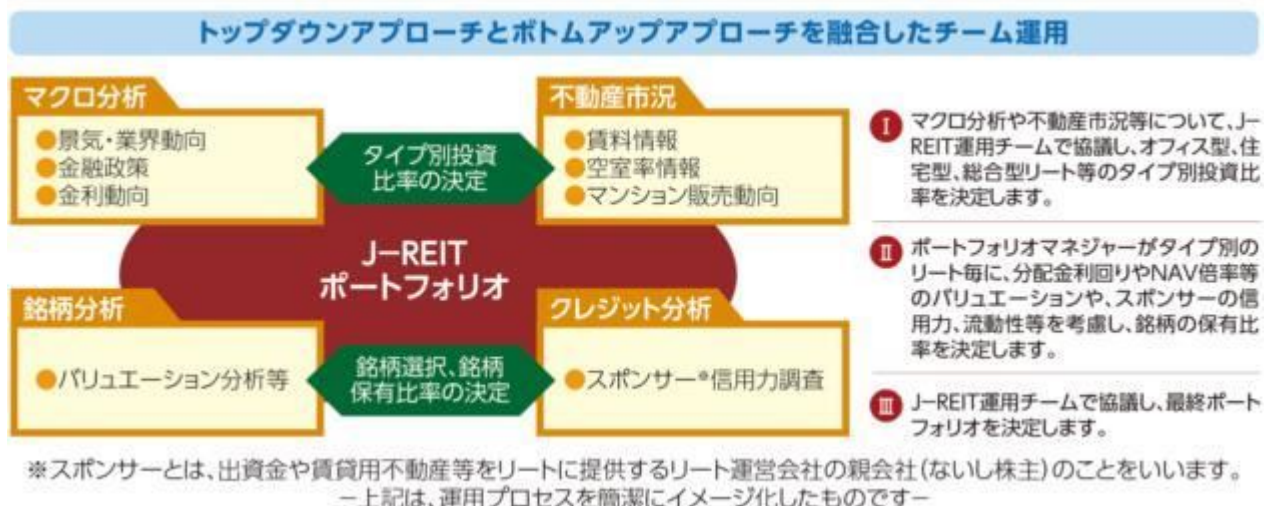 トップダウンアプローチとボトムアップアプローチを融合したチーム運用
マクロ分析
●景気・業界動向
●金融政策
●金利動向
タイプ別投資
比率の決定
不動産市況
●賃料情報
●空室率情報
●マンション販売動向
J−REIT
ポートフォリオ
銘柄分析
●バリュエーション分析等
銘柄選択、銘柄
保有比率の決定
クレジット分析
●スポンサー※信用力調査
Ⅰ マクロ分析や不動産市況等について、J−
REIT運用チームで協議し、オフィス型、住
宅型、総合型リート等のタイプ別投資比
率を決定します。
Ⅱ ポートフォリオマネジャーがタイプ別の
リート毎に、分配金利回りやNAV倍率等
のバリュエーションや、スポンサーの信
用力、流動性等を考慮し、銘柄の保有比
率を決定します。
Ⅲ J−REIT運用チームで協議し、最終ポート
フォリオを決定します。
※スポンサーとは、出資金や賃貸用不動産等をリートに提供するリート運営会社の親会社(ないし株主)のことをいいます。
−上記は、運用プロセスを簡潔にイメージ化したものです−